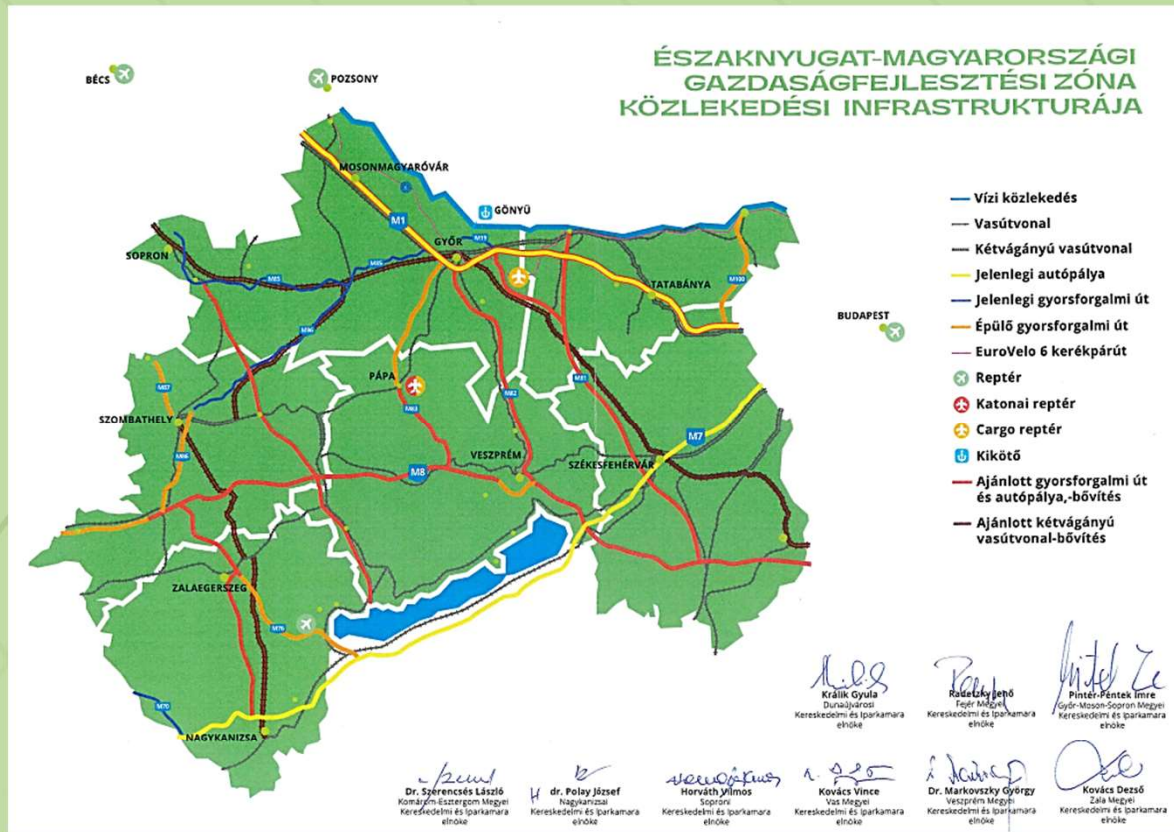 ÉSZAKNYUGAT-MAGYARORSZÁGI
GAZDASÁGFEJLESZTÉSI ZÓNA
KÖZLEKEDÉSI INFRASTRUKTURÁJA
BÉCS
POZSONY
MOSONMAGYARÓVÁR
M1
GÖNYÜ
M19
GYŐR
SOPRON
M85
M85
M86
TATABÁNYA
M100
BUDAPEST
PÁPA
M83
M82
M81
M87
SZOMBATHELY
M86
M8
VESZPRÉM
SZÉKESFEHÉRVÁR
M7
ZALAEGERSZEG
M76
M70
NAGYKANIZSA
Vízi közlekedés
Vasútvonal
Kétvágányú vasútvonal
Jelenlegi autópálya
Jelenlegi gyorsforgalmi út
Épülő gyorsforgalmi út
EuroVelo 6 kerékpárút
Reptér
Katonai reptér
Cargo reptér
Kikötő
Ajánlott gyorsforgalmi út
és autópálya,-bővítés
Ajánlott kétvágányú
vasútvonal-bővítés
Králik Gyula
Dunaújvárosi
Kereskedelmi és Iparkamara
elnöke
Radetzky Jenő
Fejér Megyei
Kereskedelmi és Iparkamara
elnöke
Pintér-Péntek Imre
Győr-Moson-Sopron Megyei
Kereskedelmi és Iparkamara
elnöke
Dr. Szerencsés László
Komárom-Esztergom Megyei
Kereskedelmi és Iparkamara
elnöke
dr. Polay József
Nagykanizsai
Kereskedelmi és Iparkamara
elnöke
Horváth Vilmos
Soproni
Kereskedelmi és Iparkamara
elnöke
Kovács Vince
Vas Megyei
Kereskedelmi és Iparkamara
elnöke
Dr. Markovszky György
Veszprém Megyei
Kereskedelmi és Iparkamara
elnöke
Kovács Dezső
Zala Megyei
Kereskedelmi és Iparkamara
elnöke